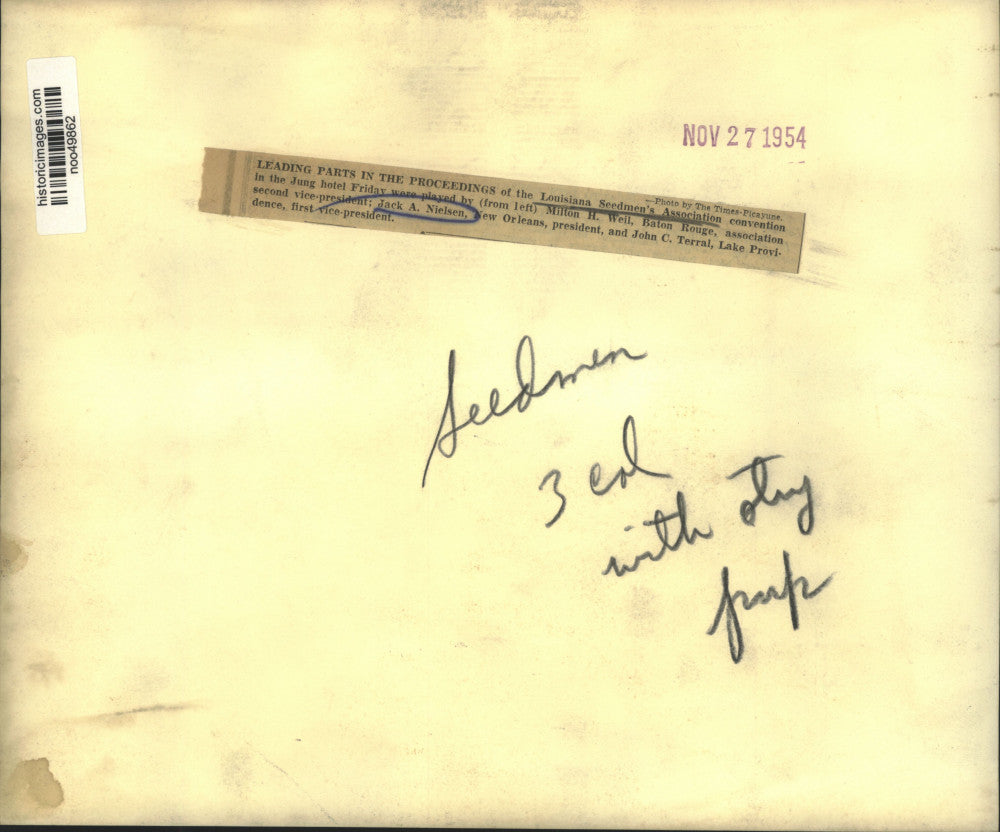 historicimages.com
noo49862
NOV 27 1954
—Photo by The Times-Picayune.
LEADING PARTS IN THE PROCEEDINGS of the Louisiana Seedmen's Association convention
in the Jung hotel Friday were played by (from left) Milton H. Weil, Baton Rouge, association
second vice-president; Jack A. Nielsen, New Orleans, president, and John C. Terral, Lake Provi-
dence, first vice-president.
Seedmen
3 col
with stry